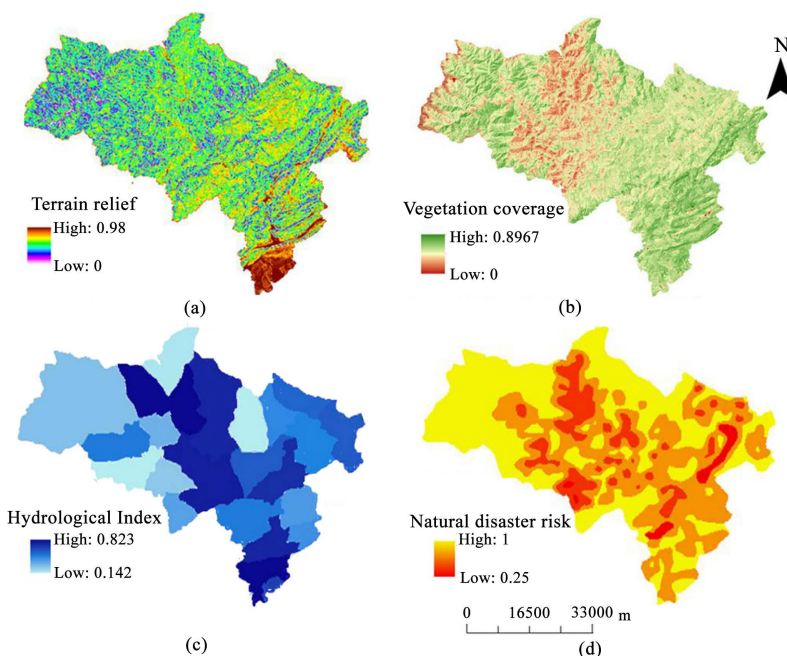 Terrain relief
High: 0.98
Low: 0
(a)
N
Vegetation coverage
High: 0.8967
Low: 0
(b)
Hydrological Index
High: 0.823
Low: 0.142
(c)
Natural disaster risk
High: 1
Low: 0.25
0 16500 33000 m
(d)